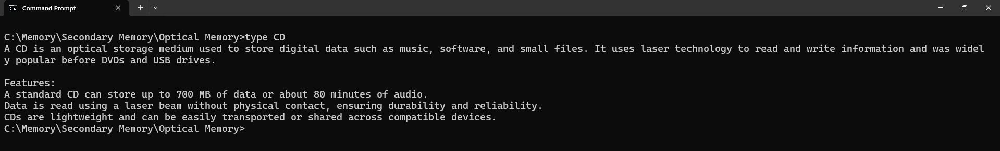 Command Prompt
C:\Memory\Secondary Memory\Optical Memory>type CD
A CD is an optical storage medium used to store digital data such as music, software, and small files. It uses laser technology to read and write information and was widel
y popular before DVDs and USB drives.
Features:
A standard CD can store up to 700 MB of data or about 80 minutes of audio.
Data is read using a laser beam without physical contact, ensuring durability and reliability.
CDs are lightweight and can be easily transported or shared across compatible devices.
C:\Memory\Secondary Memory\Optical Memory>